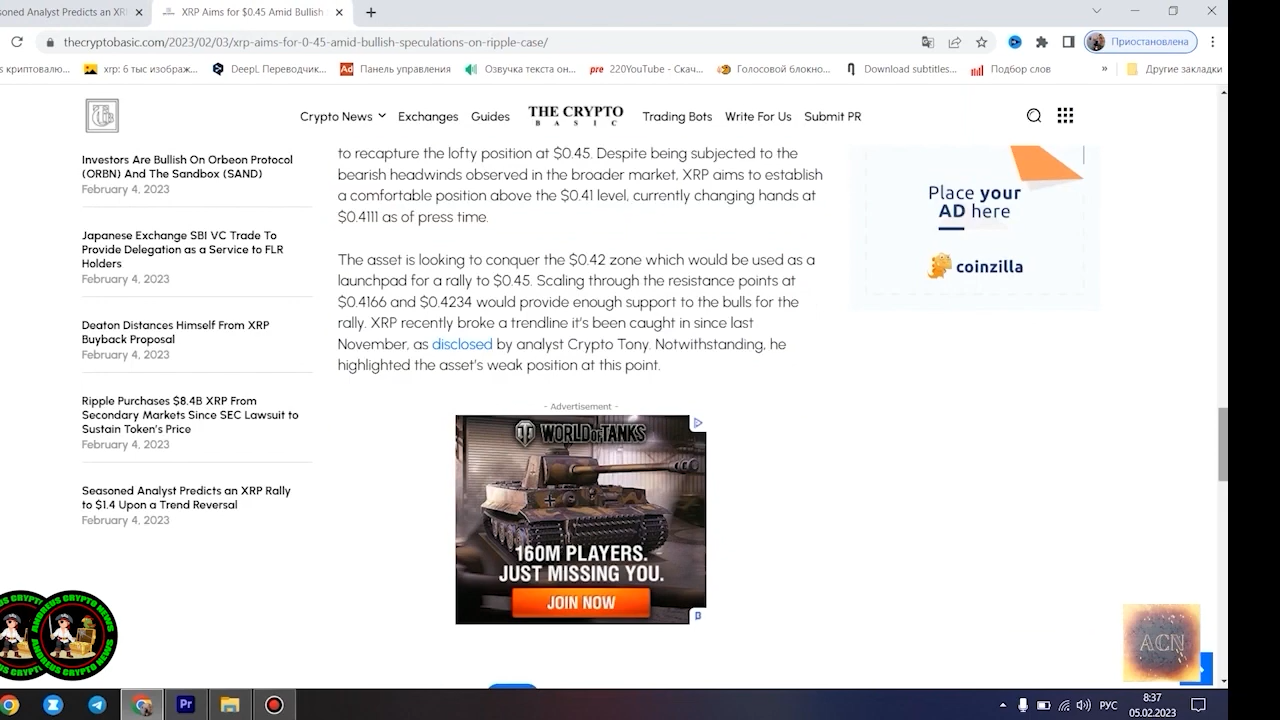 soned Analyst Predicts an XRI
XRP Aims for $0.45 Amid Bullish
thecryptobasic.com/2023/02/03/xrp-aims-for-0-45-amid-bullish-speculations-on-ripple-case/
Приостановлена
s криптовалю...
xrp: 6 тыс изображ...
DeepL Переводчик...
Ad
Панель управления
Озвучка текста он...
pre
220YouTube - Скач...
Голосовой блокно...
Download subtitles...
Подбор слов
»
Другие закладки
Crypto News
Exchanges
Guides
THE CRYPTO
BASIC
Trading Bots
Write For Us
Submit PR
Investors Are Bullish On Orbeon Protocol
(ORBN) And The Sandbox (SAND)
February 4, 2023
Japanese Exchange SBI VC Trade To
Provide Delegation as a Service to FLR
Holders
February 4, 2023
Deaton Distances Himself From XRP
Buyback Proposal
February 4, 2023
Ripple Purchases $8.4B XRP From
Secondary Markets Since SEC Lawsuit to
Sustain Token's Price
February 4, 2023
Seasoned Analyst Predicts an XRP Rally
to $1.4 Upon a Trend Reversal
February 4, 2023
to recapture the lofty position at $0.45. Despite being subjected to the
bearish headwinds observed in the broader market, XRP aims to establish
a comfortable position above the $0.41 level, currently changing hands at
$0.4111 as of press time.
The asset is looking to conquer the $0.42 zone which would be used as a
launchpad for a rally to $0.45. Scaling through the resistance points at
$0.4166 and $0.4234 would provide enough support to the bulls for the
rally. XRP recently broke a trendline it's been caught in since last
November, as disclosed by analyst Crypto Tony. Notwithstanding, he
highlighted the asset's weak position at this point.
- Advertisement -
WORLD OF TANKS
160M PLAYERS.
JUST MISSING YOU.
JOIN NOW
Place your
AD here
coinzilla
ANDREUS CRYPTO NEWS
ACN
Pr
РУС
8:37
05.02.2023